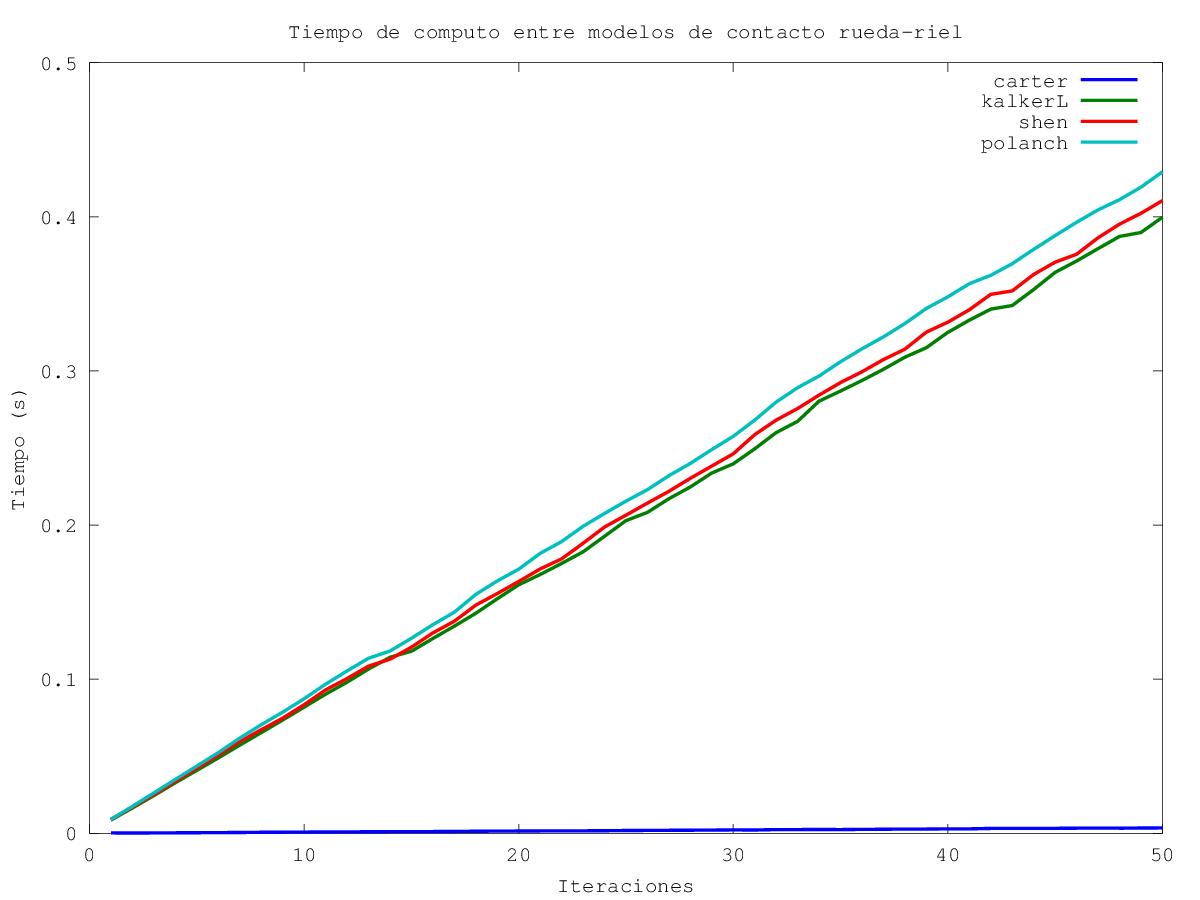 Tiempo de computo entre modelos de contacto rueda-riel
carter
kalkerL
shen
polanch
0.5
0.4
0.3
0.2
0.1
0
Tiempo (s)
0 10 20 30 40 50
Iteraciones